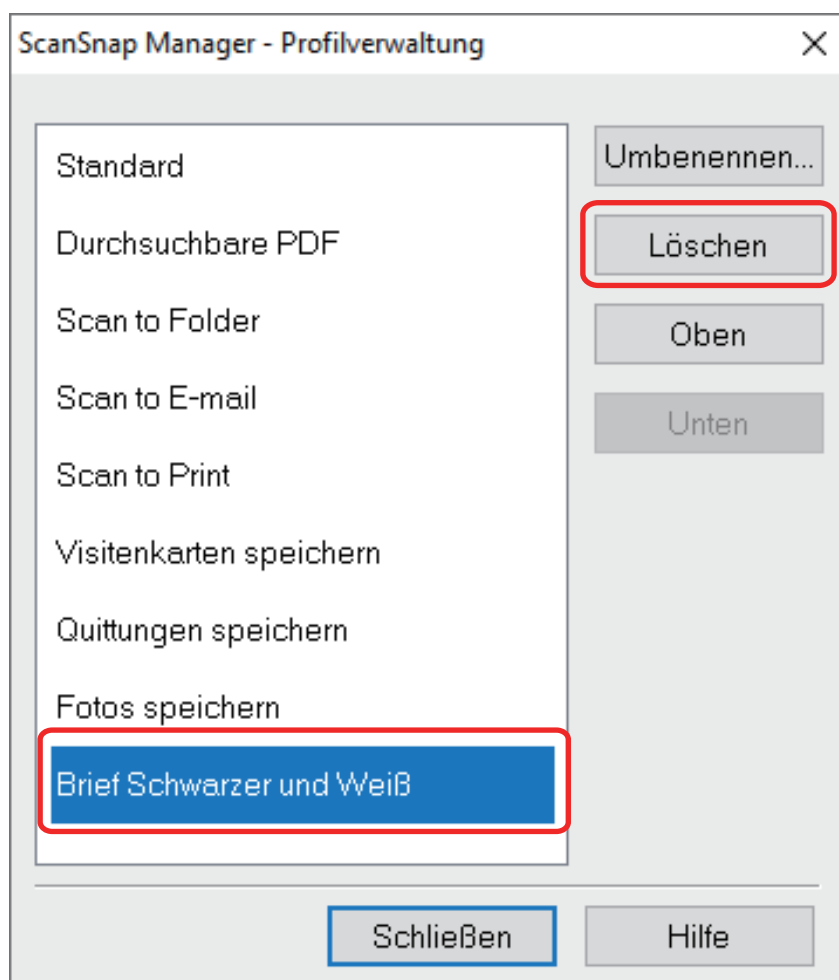 ScanSnap Manager - Profilverwaltung
Standard
Durchsuchbare PDF
Scan to Folder
Scan to E-mail
Scan to Print
Visitenkarten speichern
Quittungen speichern
Fotos speichern
Brief Schwarzer und Weiß
Umbenennen...
Löschen
Oben
Unten
Schließen
Hilfe